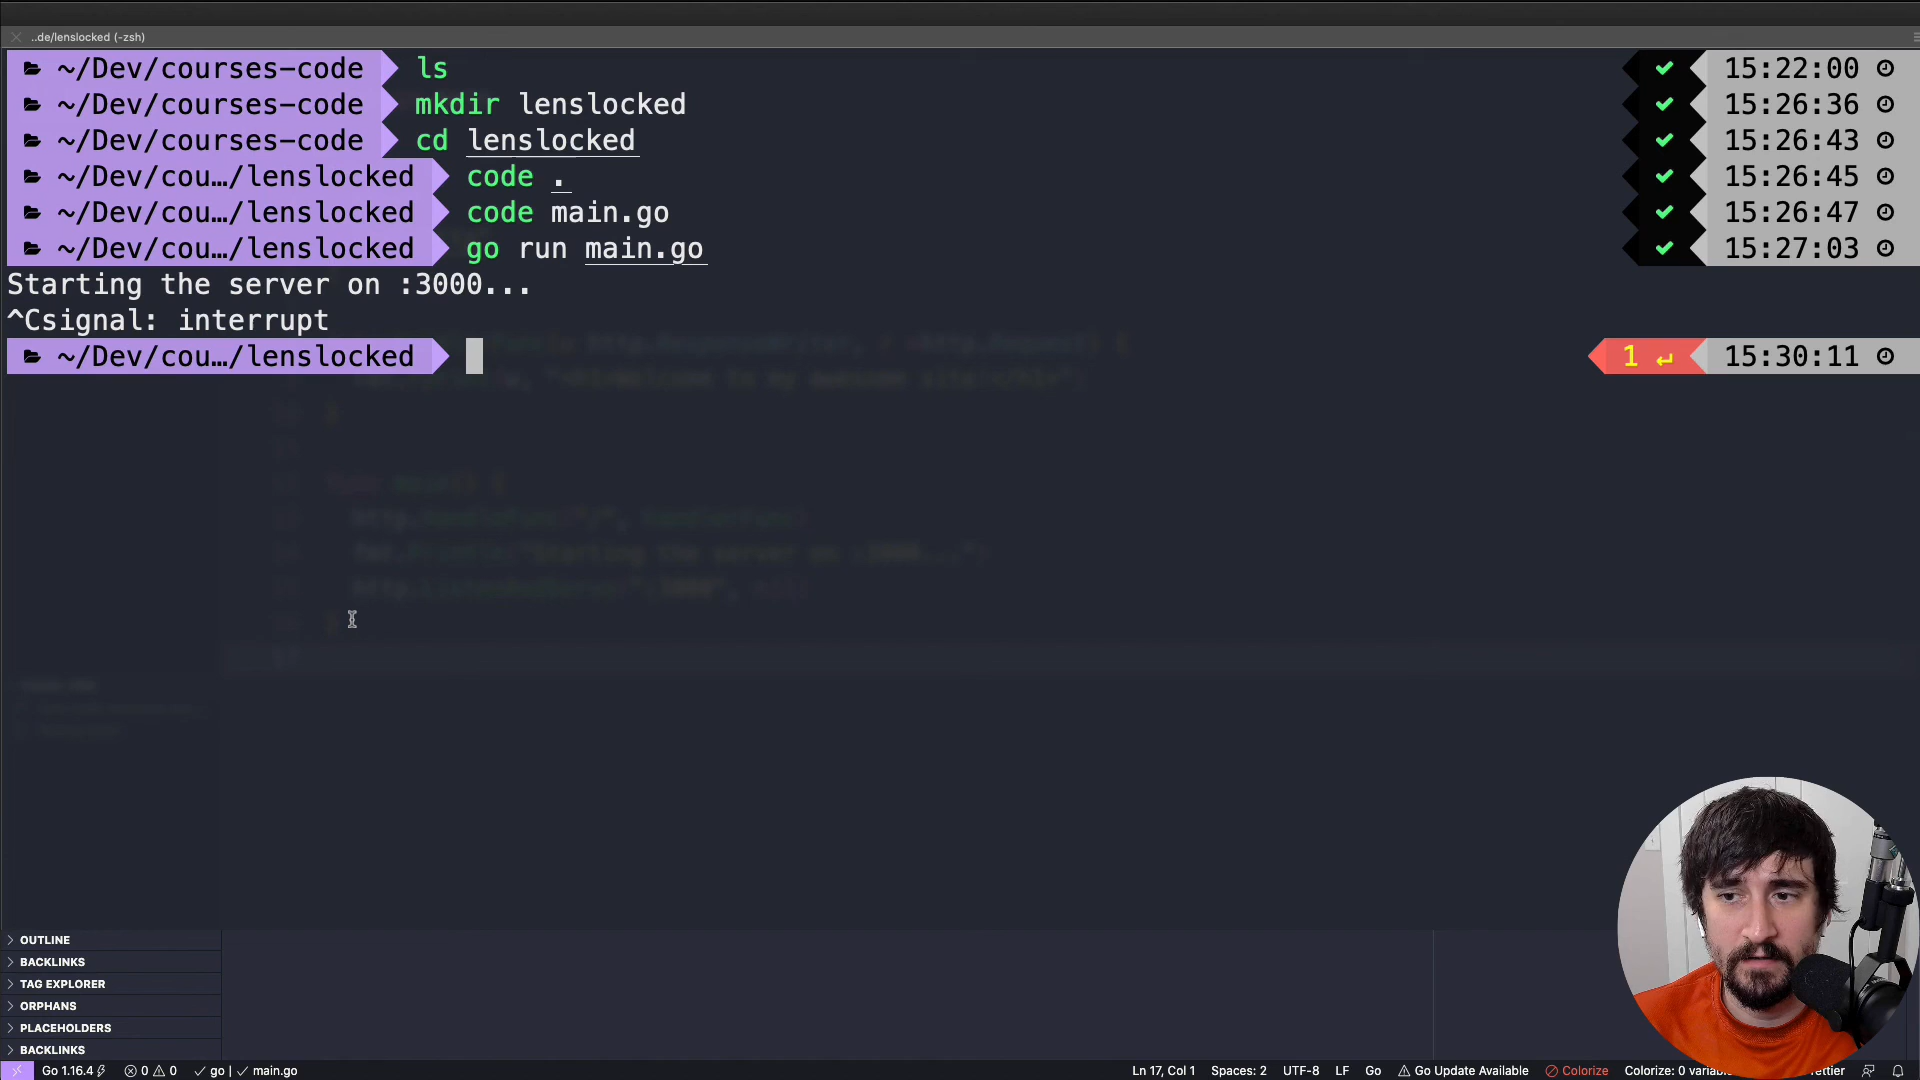 ..de/lenslocked (-zsh)
~/Dev/courses-code ls 15:22:00
~/Dev/courses-code mkdir lenslocked 15:26:36
~/Dev/courses-code cd lenslocked 15:26:43
~/Dev/cou…/lenslocked code . 15:26:45
~/Dev/cou…/lenslocked code main.go 15:26:47
~/Dev/cou…/lenslocked go run main.go 15:27:03
Starting the server on :3000...
^Csignal: interrupt
~/Dev/cou…/lenslocked 1 ↵ 15:30:11
OUTLINE
BACKLINKS
TAG EXPLORER
ORPHANS
PLACEHOLDERS
BACKLINKS
Go 1.16.4 0 0 go | main.go Ln 17, Col 1 Spaces: 2 UTF-8 LF Go Go Update Available Colorize Colorize: 0 variab ettier